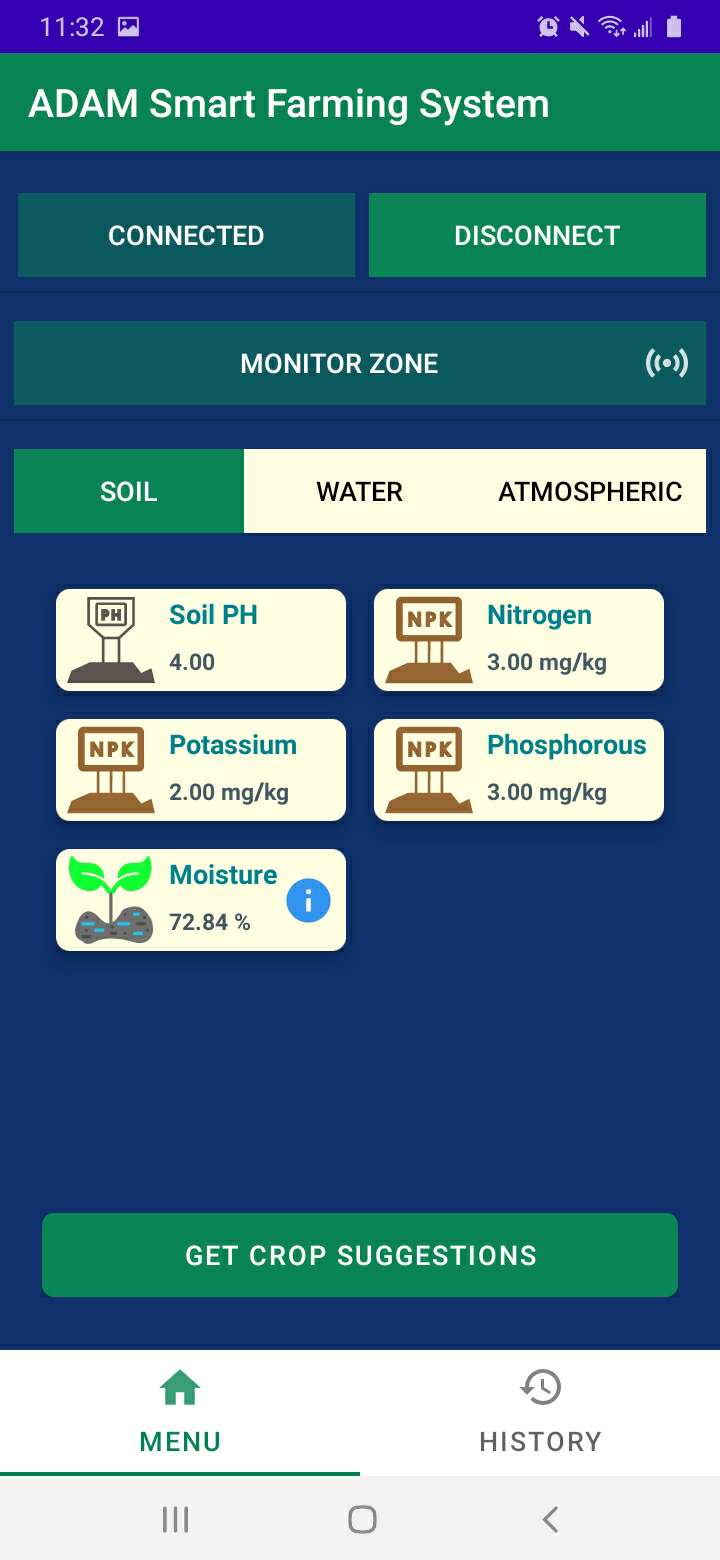 11:32
ADAM Smart Farming System
CONNECTED
DISCONNECT
MONITOR ZONE
SOIL
WATER
ATMOSPHERIC
PH
Soil PH
4.00
NPK
Nitrogen
3.00 mg/kg
NPK
Potassium
2.00 mg/kg
NPK
Phosphorous
3.00 mg/kg
Moisture
72.84 %
GET CROP SUGGESTIONS
MENU
HISTORY